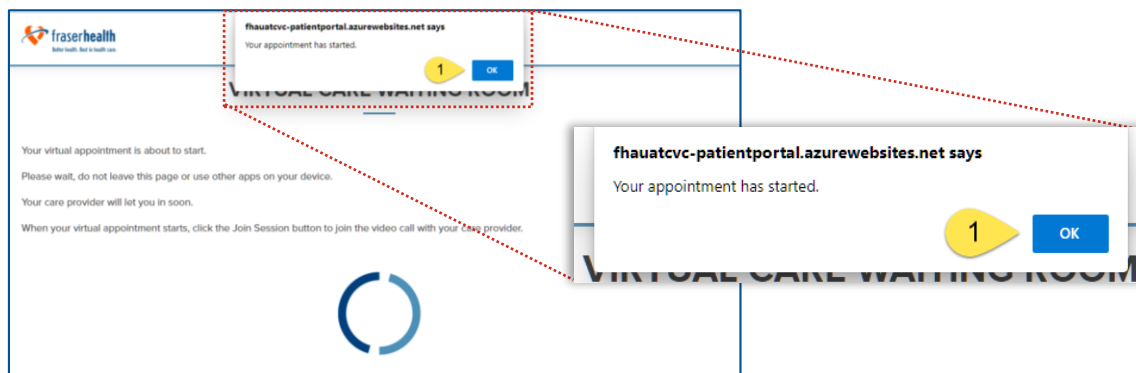 fraserhealth
Better health. Best in health care.
fhauatcvc-patientportal.azurewebsites.net says
Your appointment has started.
1
OK
VIRTUAL CARE WAITING ROOM
Your virtual appointment is about to start.
Please wait, do not leave this page or use other apps on your device.
Your care provider will let you in soon.
When your virtual appointment starts, click the Join Session button to join the video call with your care provider.
fhauatcvc-patientportal.azurewebsites.net says
Your appointment has started.
1
OK
VIRTUAL CARE WAITING ROOM